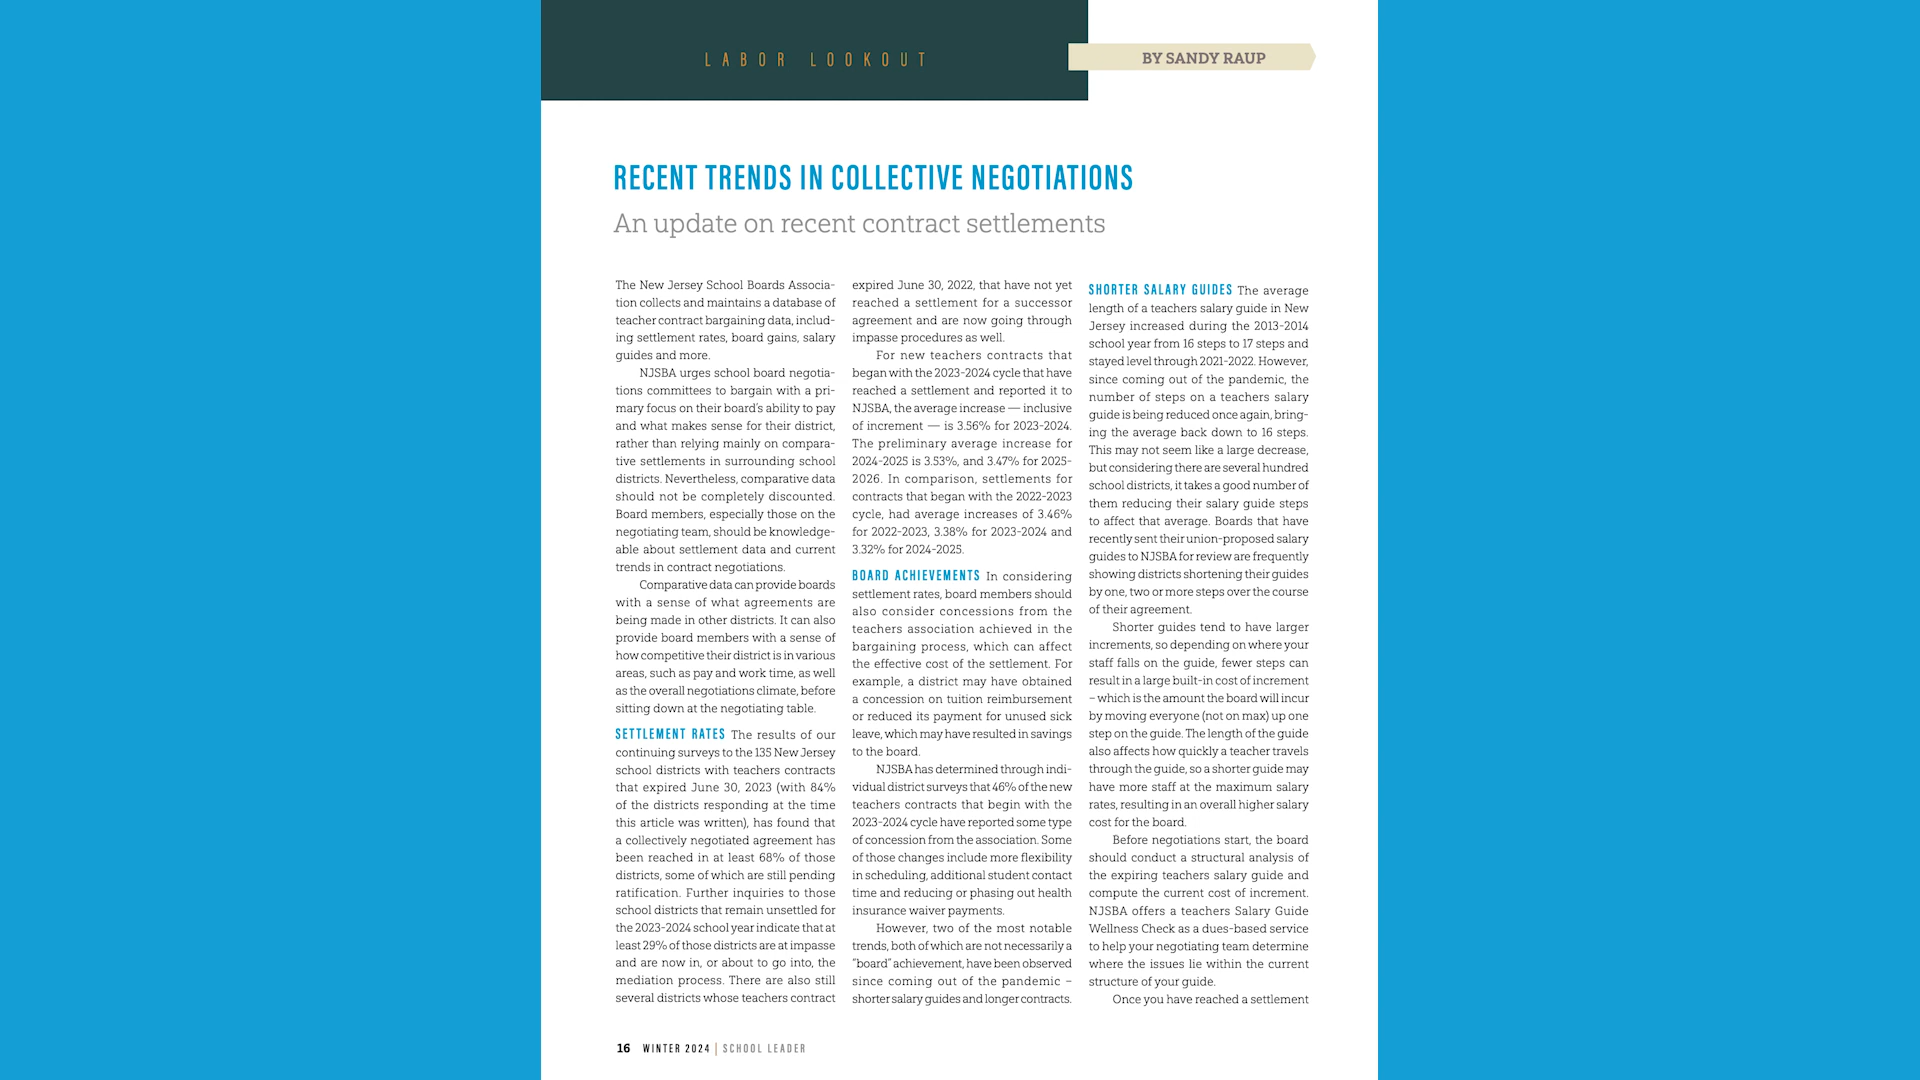 LABOR LOOKOUT
BY SANDY RAUP
RECENT TRENDS IN COLLECTIVE NEGOTIATIONS
An update on recent contract settlements
The New Jersey School Boards Associa-
tion collects and maintains a database of
teacher contract bargaining data, includ-
ing settlement rates, board gains, salary
guides and more.
NJSBA urges school board negotia-
tions committees to bargain with a pri-
mary focus on their board's ability to pay
and what makes sense for their district,
rather than relying mainly on compara-
tive settlements in surrounding school
districts. Nevertheless, comparative data
should not be completely discounted.
Board members, especially those on the
negotiating team, should be knowledge-
able about settlement data and current
trends in contract negotiations.
Comparative data can provide boards
with a sense of what agreements are
being made in other districts. It can also
provide board members with a sense of
how competitive their district is in various
areas, such as pay and work time, as well
as the overall negotiations climate, before
sitting down at the negotiating table.
SETTLEMENT RATES The results of our
continuing surveys to the 135 New Jersey
school districts with teachers contracts
that expired June 30, 2023 (with 84%
of the districts responding at the time
this article was written), has found that
a collectively negotiated agreement has
been reached in at least 68% of those
districts, some of which are still pending
ratification. Further inquiries to those
school districts that remain unsettled for
the 2023-2024 school year indicate that at
least 29% of those districts are at impasse
and are now in, or about to go into, the
mediation process. There are also still
several districts whose teachers contract
expired June 30, 2022, that have not yet
reached a settlement for a successor
agreement and are now going through
impasse procedures as well.
For new teachers contracts that
began with the 2023-2024 cycle that have
reached a settlement and reported it to
NJSBA, the average increase — inclusive
of increment — is 3.56% for 2023-2024.
The preliminary average increase for
2024-2025 is 3.53%, and 3.47% for 2025-
2026. In comparison, settlements for
contracts that began with the 2022-2023
cycle, had average increases of 3.46%
for 2022-2023, 3.38% for 2023-2024 and
3.32% for 2024-2025.
BOARD ACHIEVEMENTS In considering
settlement rates, board members should
also consider concessions from the
teachers association achieved in the
bargaining process, which can affect
the effective cost of the settlement. For
example, a district may have obtained
a concession on tuition reimbursement
or reduced its payment for unused sick
leave, which may have resulted in savings
to the board.
NJSBA has determined through indi-
vidual district surveys that 46% of the new
teachers contracts that begin with the
2023-2024 cycle have reported some type
of concession from the association. Some
of those changes include more flexibility
in scheduling, additional student contact
time and reducing or phasing out health
insurance waiver payments.
However, two of the most notable
trends, both of which are not necessarily a
"board" achievement, have been observed
since coming out of the pandemic –
shorter salary guides and longer contracts.
SHORTER SALARY GUIDES The average
length of a teachers salary guide in New
Jersey increased during the 2013-2014
school year from 16 steps to 17 steps and
stayed level through 2021-2022. However,
since coming out of the pandemic, the
number of steps on a teachers salary
guide is being reduced once again, bring-
ing the average back down to 16 steps.
This may not seem like a large decrease,
but considering there are several hundred
school districts, it takes a good number of
them reducing their salary guide steps
to affect that average. Boards that have
recently sent their union-proposed salary
guides to NJSBA for review are frequently
showing districts shortening their guides
by one, two or more steps over the course
of their agreement.
Shorter guides tend to have larger
increments, so depending on where your
staff falls on the guide, fewer steps can
result in a large built-in cost of increment
– which is the amount the board will incur
by moving everyone (not on max) up one
step on the guide. The length of the guide
also affects how quickly a teacher travels
through the guide, so a shorter guide may
have more staff at the maximum salary
rates, resulting in an overall higher salary
cost for the board.
Before negotiations start, the board
should conduct a structural analysis of
the expiring teachers salary guide and
compute the current cost of increment.
NJSBA offers a teachers Salary Guide
Wellness Check as a dues-based service
to help your negotiating team determine
where the issues lie within the current
structure of your guide.
Once you have reached a settlement
16 WINTER 2024 | SCHOOL LEADER